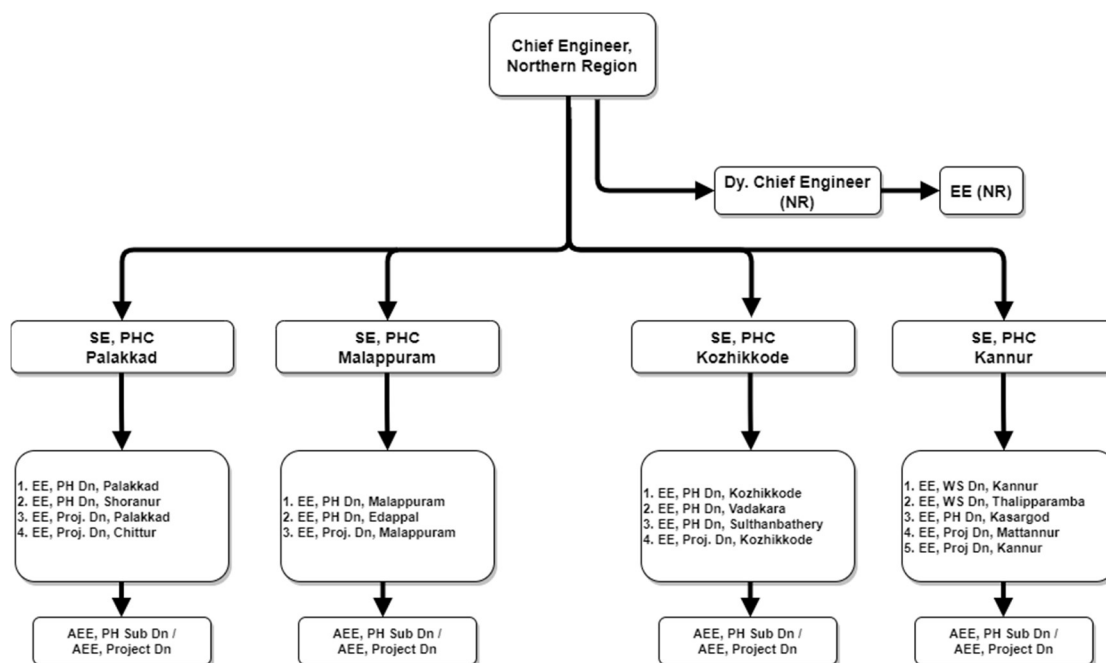 Chief Engineer,
Northern Region
Dy. Chief Engineer
(NR)
EE (NR)
SE, PHC
Palakkad
SE, PHC
Malappuram
SE, PHC
Kozhikkode
SE, PHC
Kannur
1. EE, PH Dn, Palakkad
2. EE, PH Dn, Shoranur
3. EE, Proj. Dn, Palakkad
4. EE, Proj. Dn, Chittur
1. EE, PH Dn, Malappuram
2. EE, PH Dn, Edappal
3. EE, Proj. Dn, Malappuram
1. EE, PH Dn, Kozhikkode
2. EE, PH Dn, Vadakara
3. EE, PH Dn, Sulthanbathery
4. EE, Proj. Dn, Kozhikkode
1. EE, WS Dn, Kannur
2. EE, WS Dn, Thalipparamba
3. EE, PH Dn, Kasargod
4. EE, Proj Dn, Mattannur
5. EE, Proj Dn, Kannur
AEE, PH Sub Dn /
AEE, Project Dn
AEE, PH Sub Dn /
AEE, Project Dn
AEE, PH Sub Dn /
AEE, Project Dn
AEE, PH Sub Dn /
AEE, Project Dn